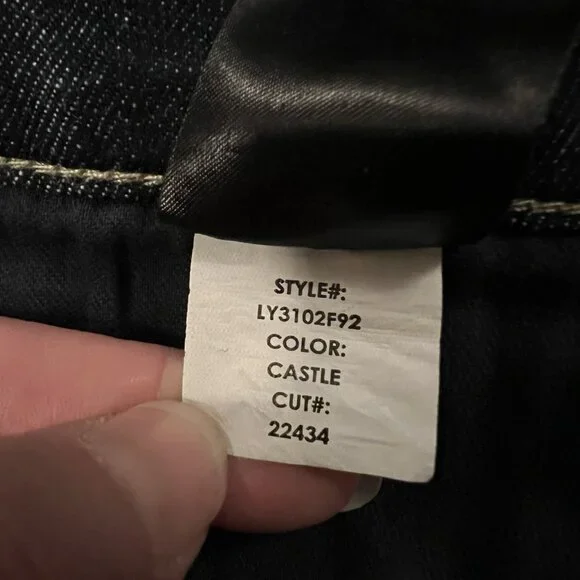 STYLE#:
LY3102F92
COLOR:
CASTLE
CUT#:
22434